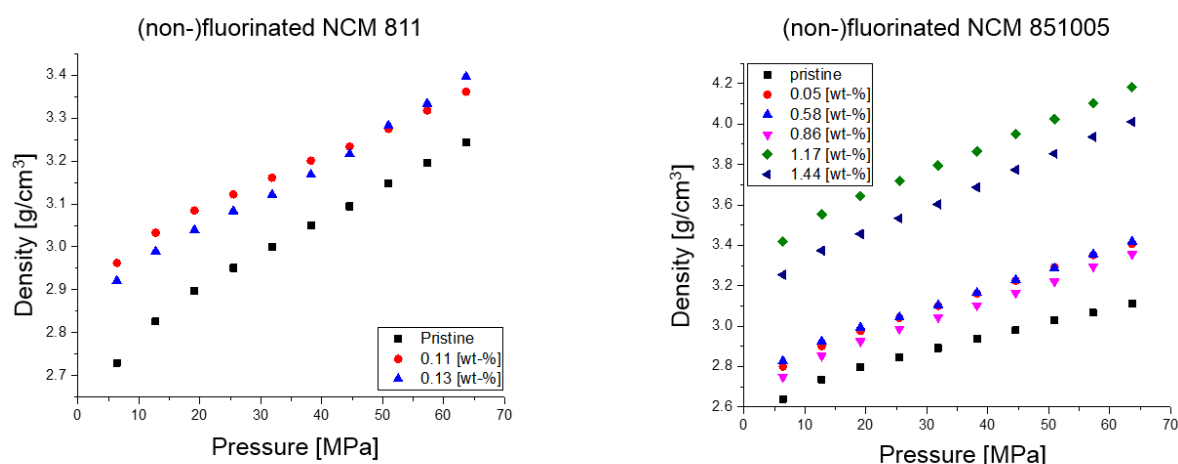 (non-)fluorinated NCM 811
3.4
3.3
3.2
3.1
3.0
2.9
2.8
2.7
Density [g/cm³]
Pristine
0.11 [wt-%]
0.13 [wt-%]
0 10 20 30 40 50 60 70
Pressure [MPa]
(non-)fluorinated NCM 851005
pristine
0.05 [wt-%]
0.58 [wt-%]
0.86 [wt-%]
1.17 [wt-%]
1.44 [wt-%]
4.2
4.0
3.8
3.6
3.4
3.2
3.0
2.8
2.6
Density [g/cm³]
0 10 20 30 40 50 60 70
Pressure [MPa]